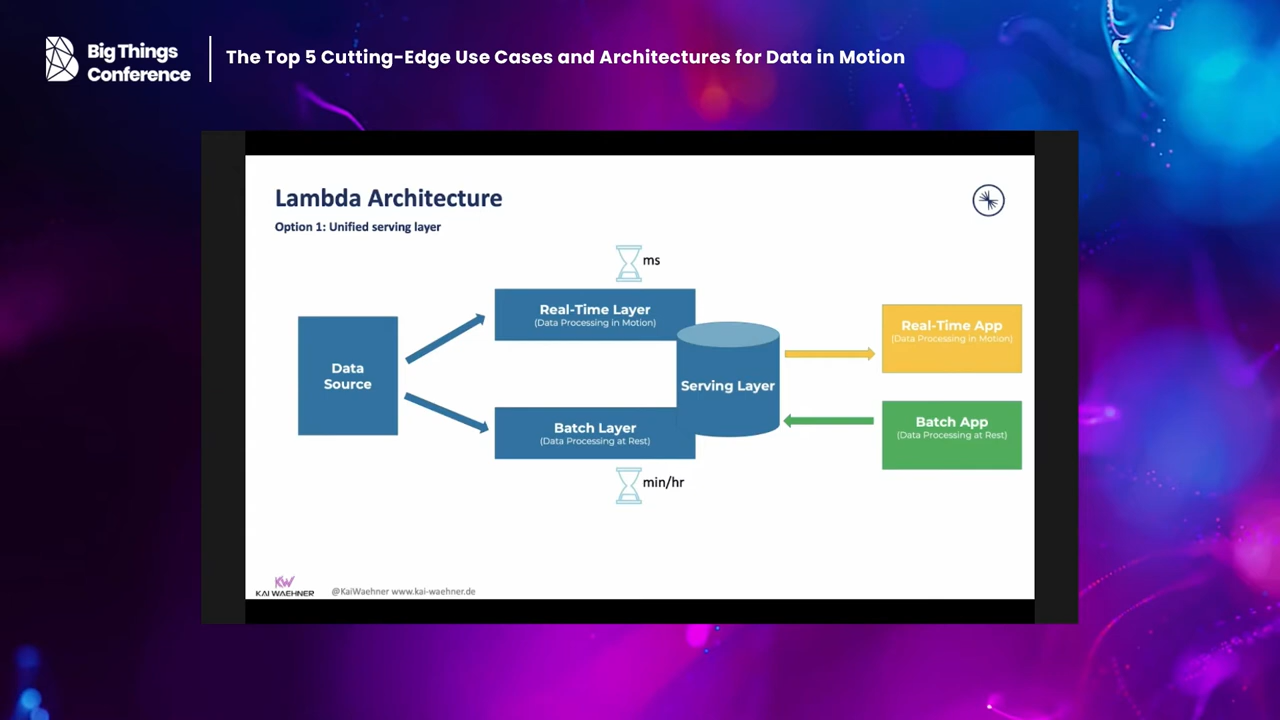 Big Things
Conference
The Top 5 Cutting-Edge Use Cases and Architectures for Data in Motion
Lambda Architecture
Option 1: Unified serving layer
ms
Real-Time Layer
(Data Processing in Motion)
Data
Source
Serving Layer
Real-Time App
(Data Processing in Motion)
Batch Layer
(Data Processing at Rest)
Batch App
(Data Processing at Rest)
min/hr
KW
KAI WAEHNER
@KaiWaehner www.kai-waehner.de